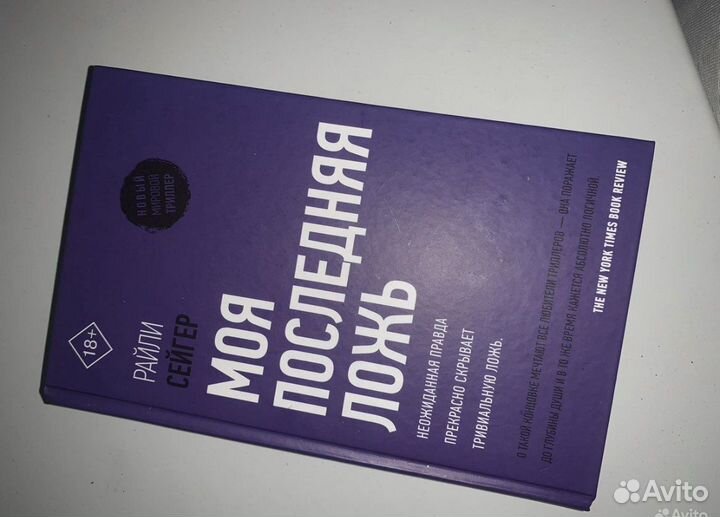 НОВЫЙ
МИРОВОЙ
ТРИЛЛЕР
18+
РАЙЛИ
СЕЙГЕР
МОЯ
ПОСЛЕДНЯЯ
ЛОЖЬ
НЕОЖИДАННАЯ ПРАВДА
ПРЕКРАСНО СКРЫВАЕТ
ТРИВИАЛЬНУЮ ЛОЖЬ.
О ТАКОЙ КОНЦОВКЕ МЕЧТАЮТ ВСЕ ЛЮБИТЕЛИ ТРИЛЛЕРОВ — ОНА ПОРАЖАЕТ
ДО ГЛУБИНЫ ДУШИ И В ТО ЖЕ ВРЕМЯ КАЖЕТСЯ АБСОЛЮТНО ЛОГИЧНОЙ.
THE NEW YORK TIMES BOOK REVIEW
Avito
Avito